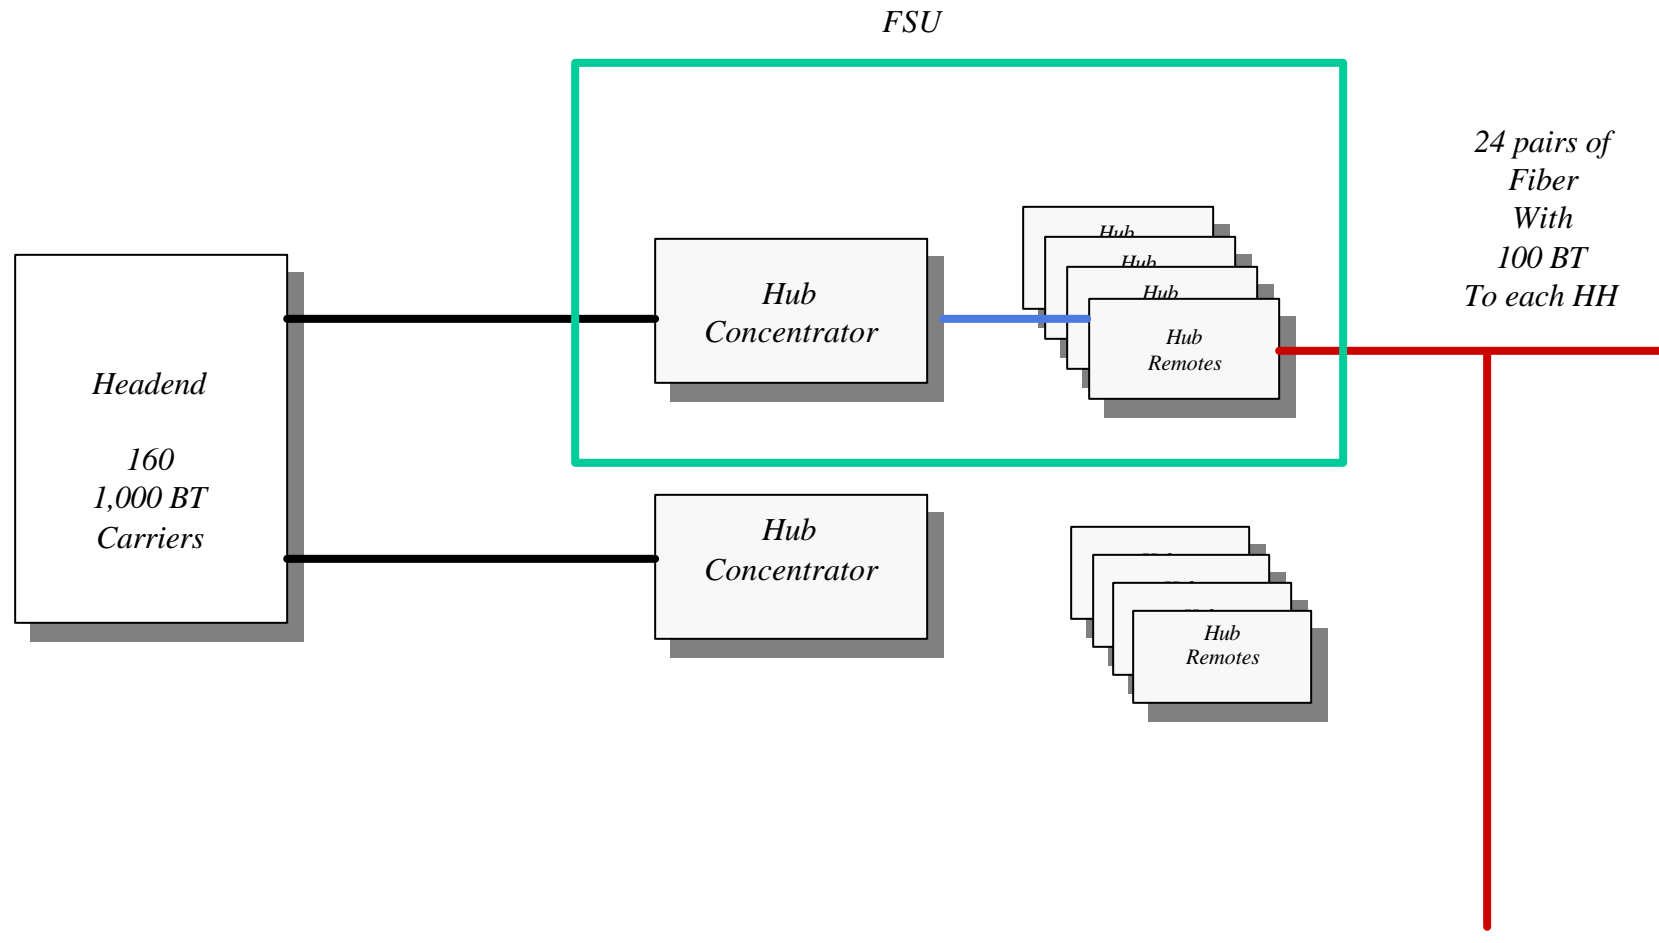 FSU
24 pairs of
Fiber
With
100 BT
To each HH
Headend
160
1,000 BT
Carriers
Hub
Concentrator
Hub
Hub
Hub
Hub
Remotes
Hub
Concentrator
Hub
Remotes